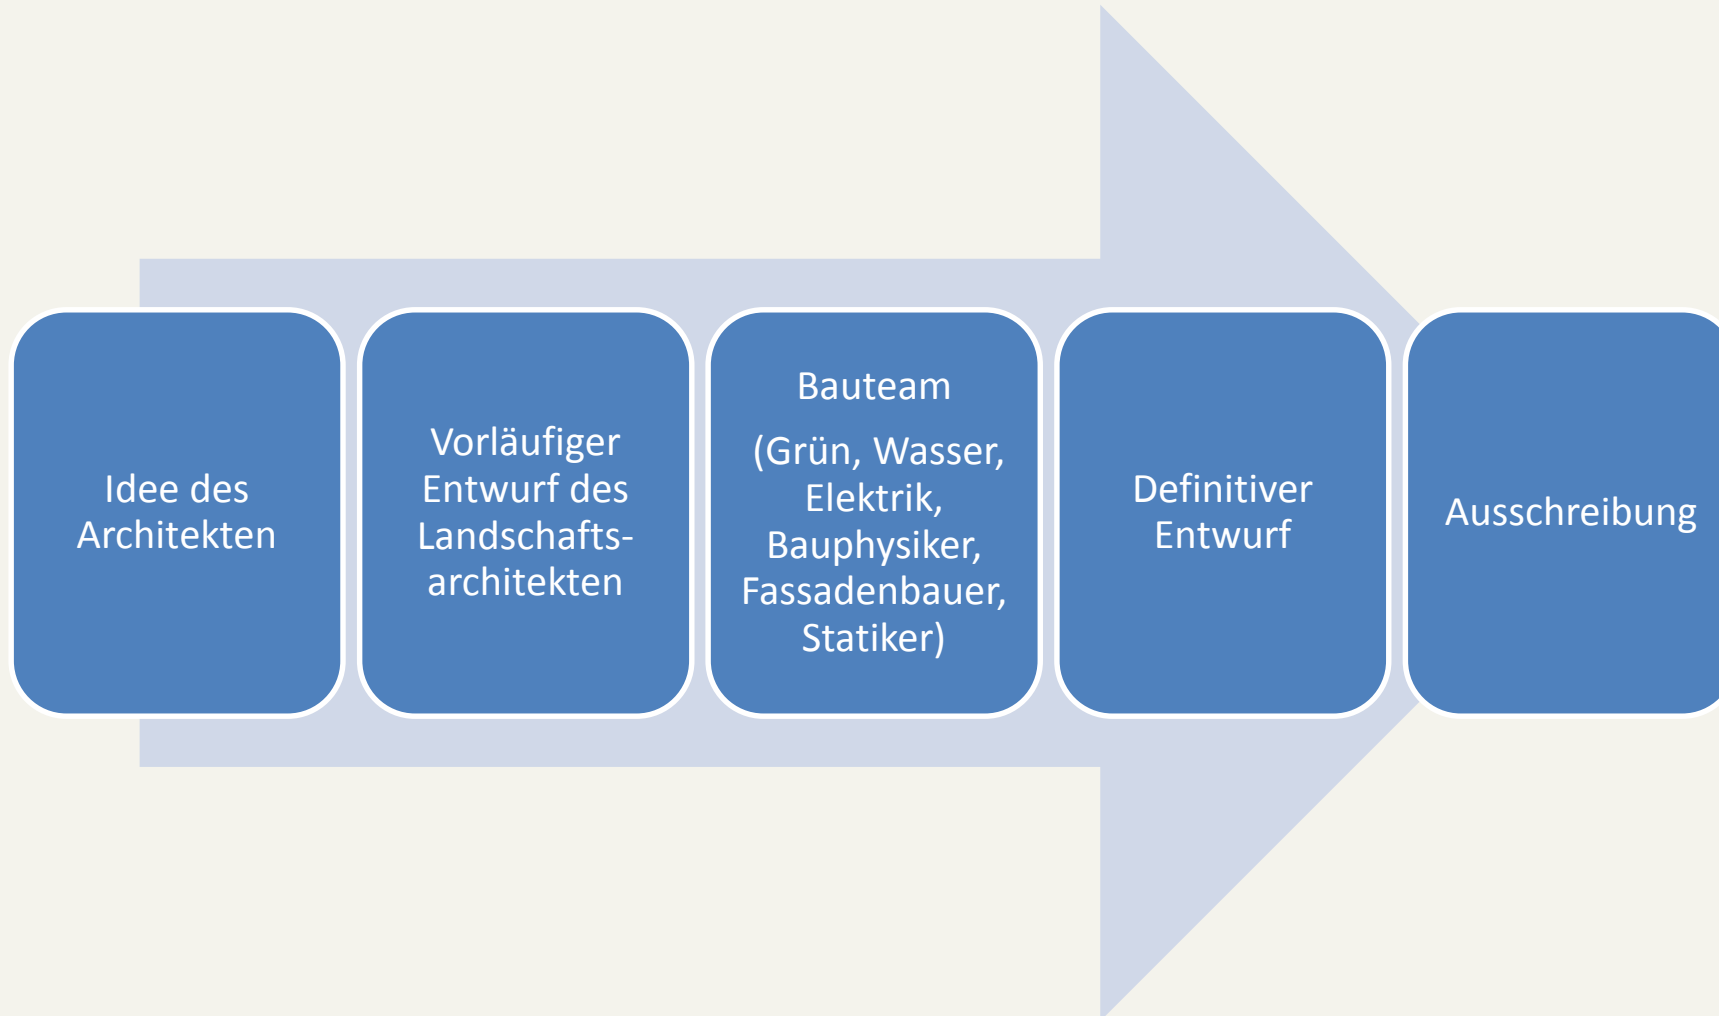 Idee des
Architekten
Vorläufiger
Entwurf des
Landschafts-
architekten
Bauteam
(Grün, Wasser,
Elektrik,
Bauphysiker,
Fassadenbauer,
Statiker)
Definitiver
Entwurf
Ausschreibung